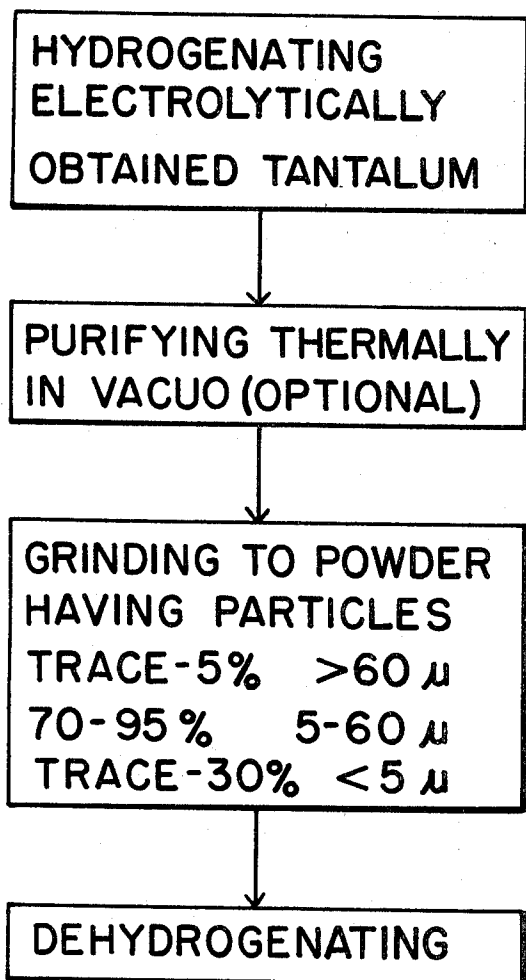 HYDROGENATING
ELECTROLYTICALLY
OBTAINED TANTALUM
PURIFYING THERMALLY
IN VACUO (OPTIONAL)
GRINDING TO POWDER
HAVING PARTICLES
TRACE-5% >60 μ
70-95% 5-60 μ
TRACE-30% <5 μ
DEHYDROGENATING